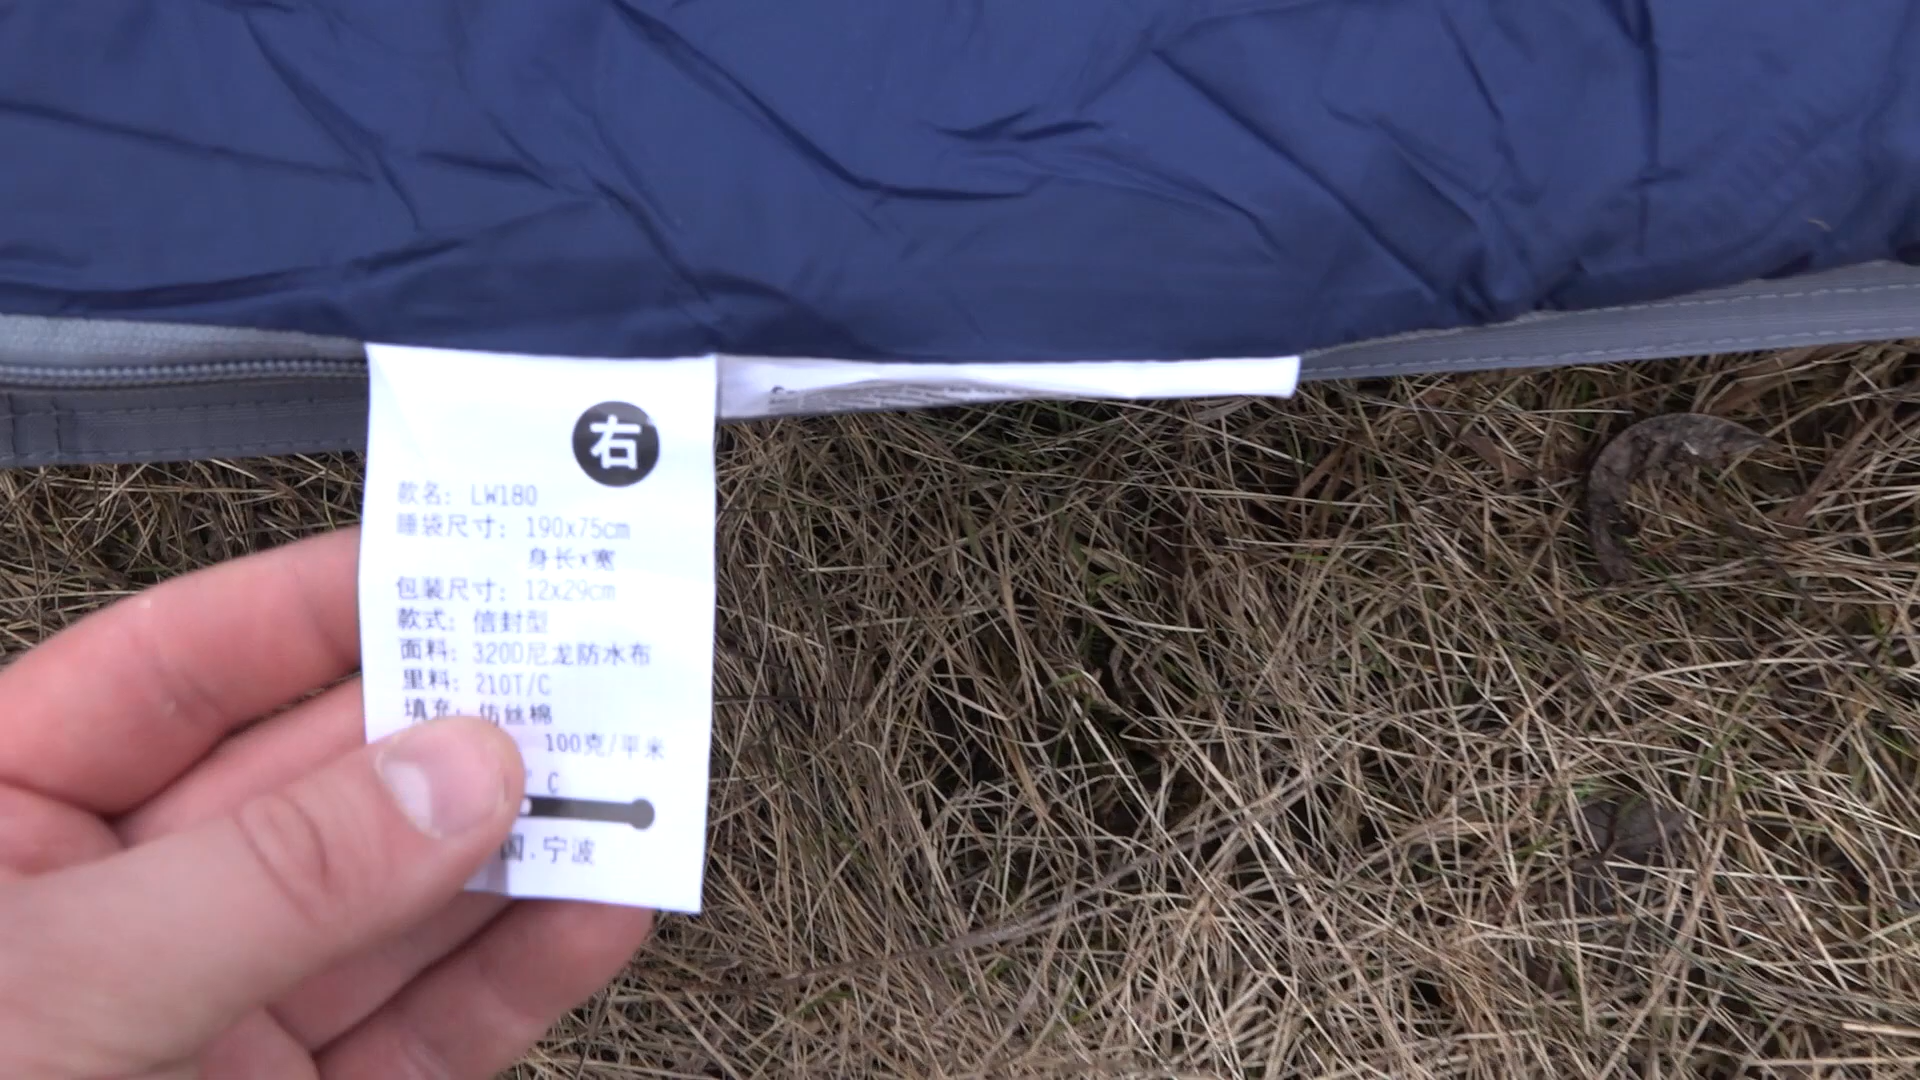 右
款名: LW180
睡袋尺寸: 190x75cm
身长x宽
包装尺寸: 12x29cm
款式: 信封型
面料: 320D尼龙防水布
里料: 210T/C
填充: 仿丝棉
100克/平米
°C
国.宁波